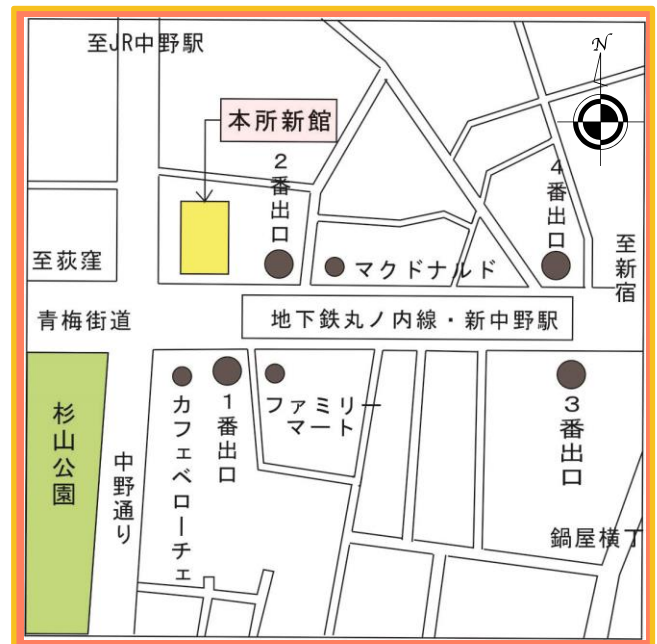 至JR中野駅
N
本所新館
2番出口
4番出口
至荻窪
マクドナルド
至新宿
青梅街道
地下鉄丸ノ内線・新中野駅
杉山公園
中野通り
カフェベローチェ
1番出口
ファミリー
マート
3番出口
鍋屋横丁